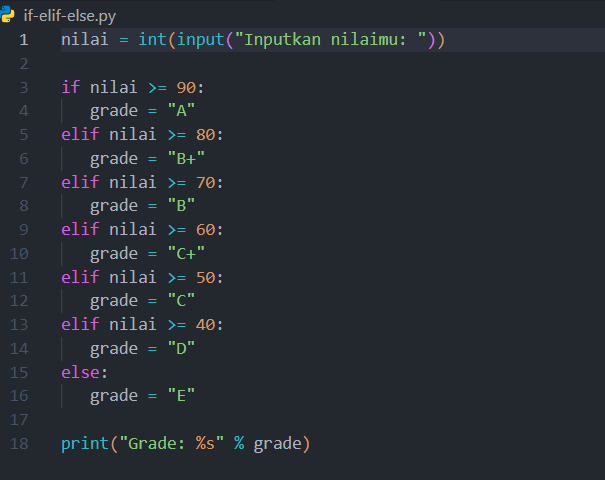 if-elif-else.py
1 nilai = int(input("Inputkan nilaimu: "))
2
3 if nilai >= 90:
4     grade = "A"
5 elif nilai >= 80:
6     grade = "B+"
7 elif nilai >= 70:
8     grade = "B"
9 elif nilai >= 60:
10     grade = "C+"
11 elif nilai >= 50:
12     grade = "C"
13 elif nilai >= 40:
14     grade = "D"
15 else:
16     grade = "E"
17
18 print("Grade: %s" % grade)